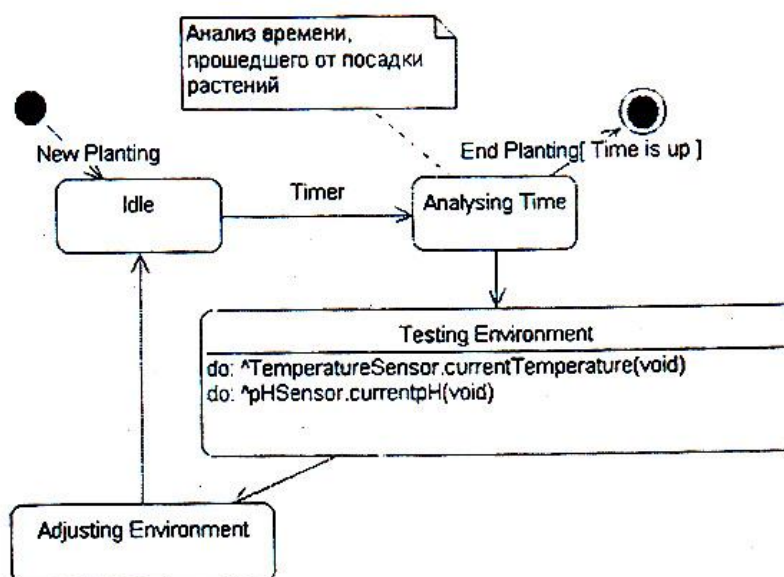 Анализ времени,
прошедшего от посадки
растений
New Planting
End Planting[ Time is up ]
Idle
Timer
Analysing Time
Testing Environment
do: ^TemperatureSensor.currentTemperature(void)
do: ^pHSensor.currentpH(void)
Adjusting Environment